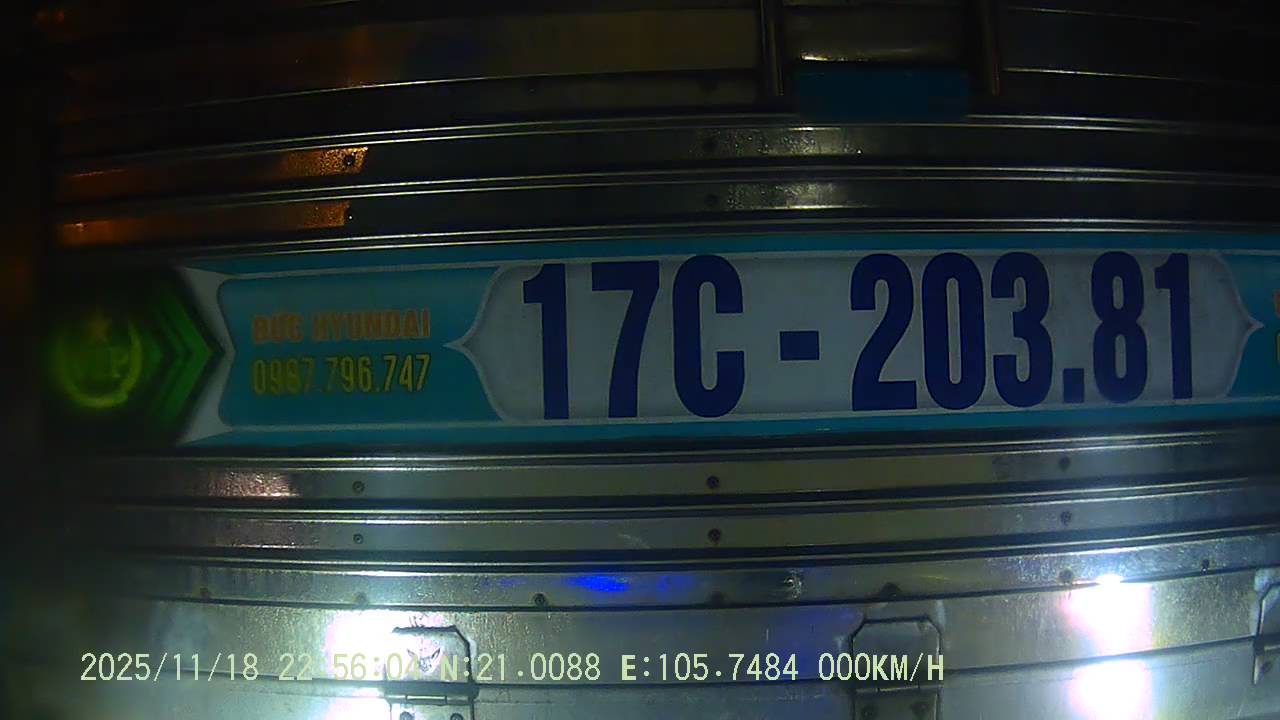 ĐỨC HYUNDAI
0987.796.747
17C - 203.81
2025/11/18 22:56:04 N:21.0088 E:105.7484 000KM/H